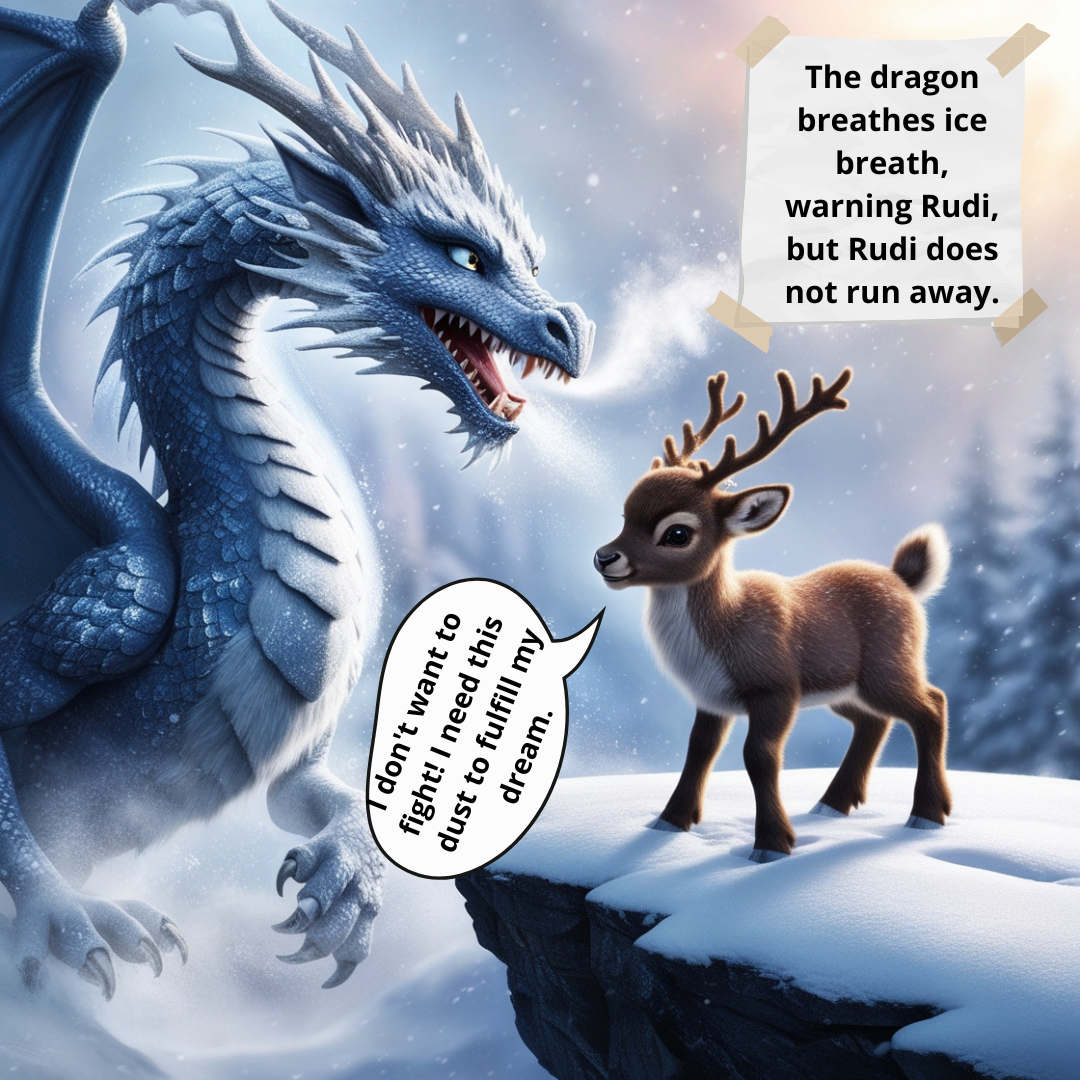 The dragon
breathes ice
breath,
warning Rudi,
but Rudi does
not run away.
I don't want to
fight! I need this
dust to fulfill my
dream.